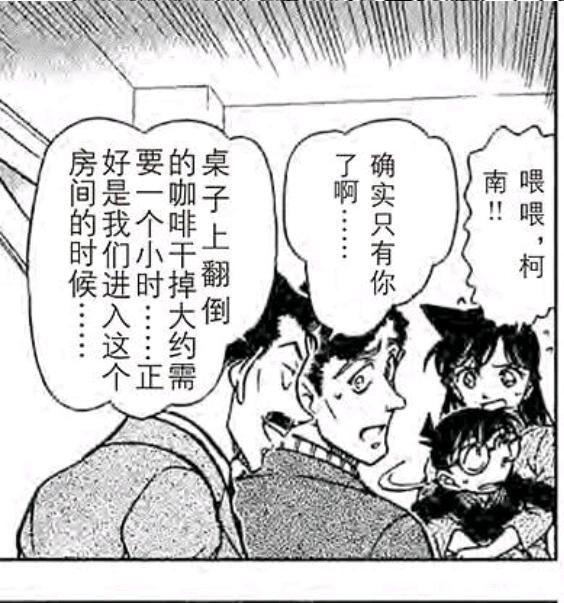 喂喂，柯
南!!
确实只有你
了啊……
桌子上翻倒
的咖啡干掉大约需
要一个小时……正
好是我们进入这个
房间的时候……